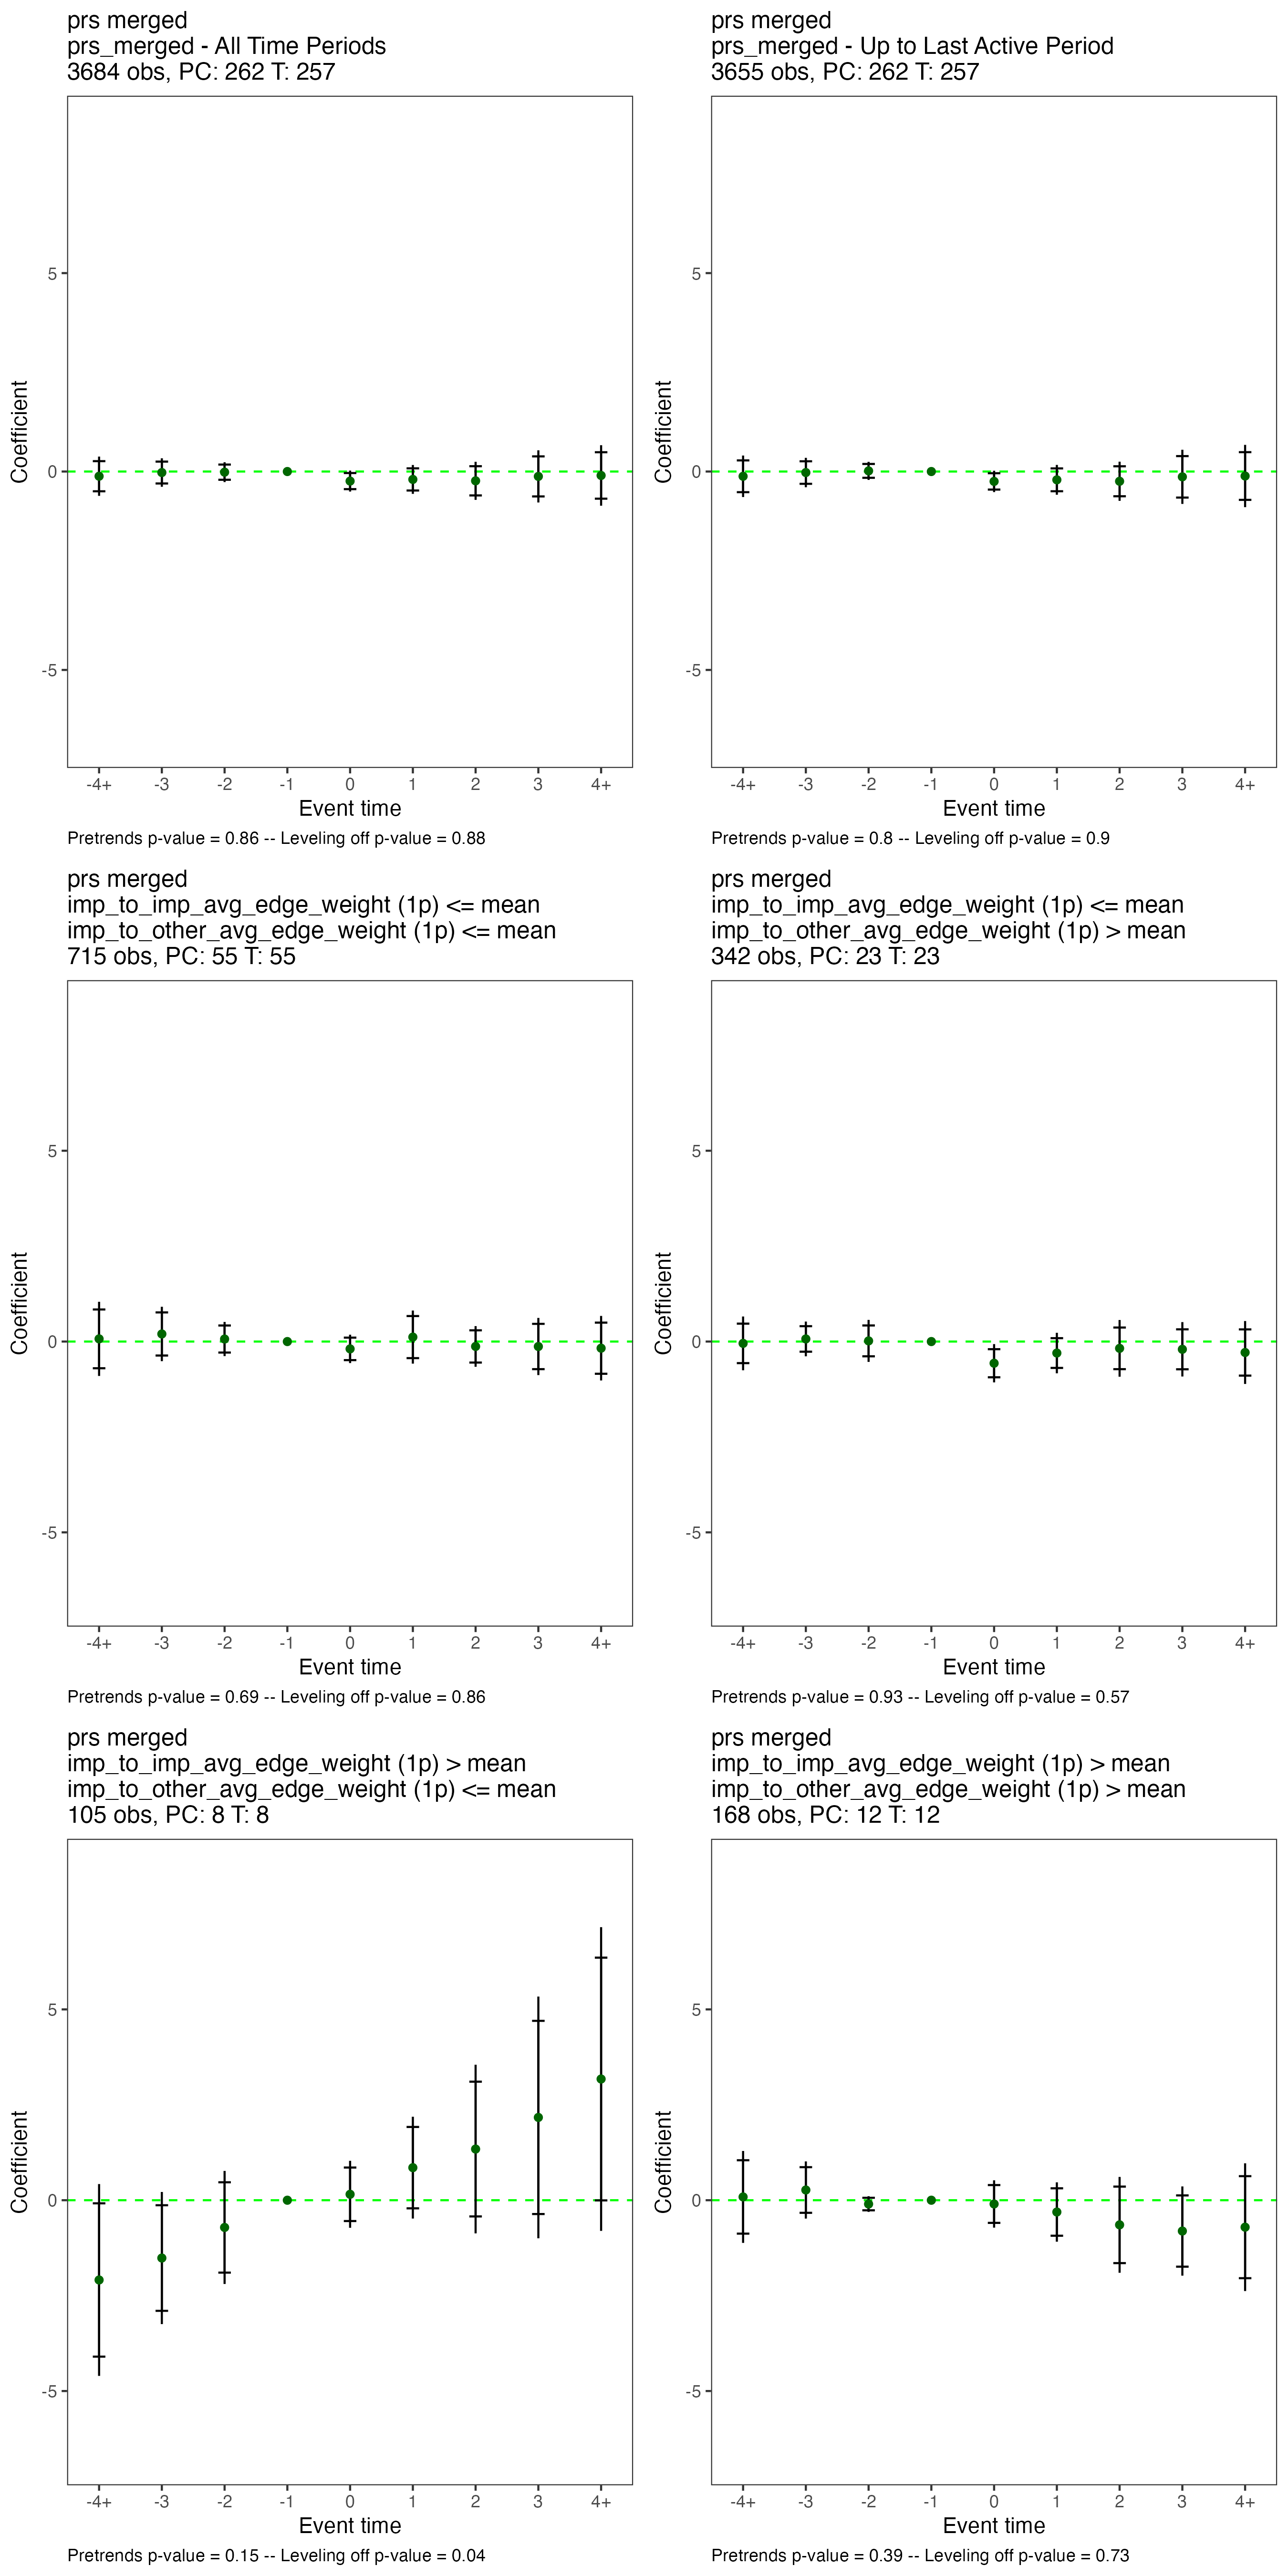 prs merged
prs_merged - All Time Periods
3684 obs, PC: 262 T: 257
5
0
-5
Coefficient
-4+ -3 -2 -1 0 1 2 3 4+
Event time
Pretrends p-value = 0.86 -- Leveling off p-value = 0.88
prs merged
prs_merged - Up to Last Active Period
3655 obs, PC: 262 T: 257
5
0
-5
Coefficient
-4+ -3 -2 -1 0 1 2 3 4+
Event time
Pretrends p-value = 0.8 -- Leveling off p-value = 0.9
prs merged
imp_to_imp_avg_edge_weight (1p) <= mean
imp_to_other_avg_edge_weight (1p) <= mean
715 obs, PC: 55 T: 55
5
0
-5
Coefficient
-4+ -3 -2 -1 0 1 2 3 4+
Event time
Pretrends p-value = 0.69 -- Leveling off p-value = 0.86
prs merged
imp_to_imp_avg_edge_weight (1p) <= mean
imp_to_other_avg_edge_weight (1p) > mean
342 obs, PC: 23 T: 23
5
0
-5
Coefficient
-4+ -3 -2 -1 0 1 2 3 4+
Event time
Pretrends p-value = 0.93 -- Leveling off p-value = 0.57
prs merged
imp_to_imp_avg_edge_weight (1p) > mean
imp_to_other_avg_edge_weight (1p) <= mean
105 obs, PC: 8 T: 8
5
0
-5
Coefficient
-4+ -3 -2 -1 0 1 2 3 4+
Event time
Pretrends p-value = 0.15 -- Leveling off p-value = 0.04
prs merged
imp_to_imp_avg_edge_weight (1p) > mean
imp_to_other_avg_edge_weight (1p) > mean
168 obs, PC: 12 T: 12
5
0
-5
Coefficient
-4+ -3 -2 -1 0 1 2 3 4+
Event time
Pretrends p-value = 0.39 -- Leveling off p-value = 0.73